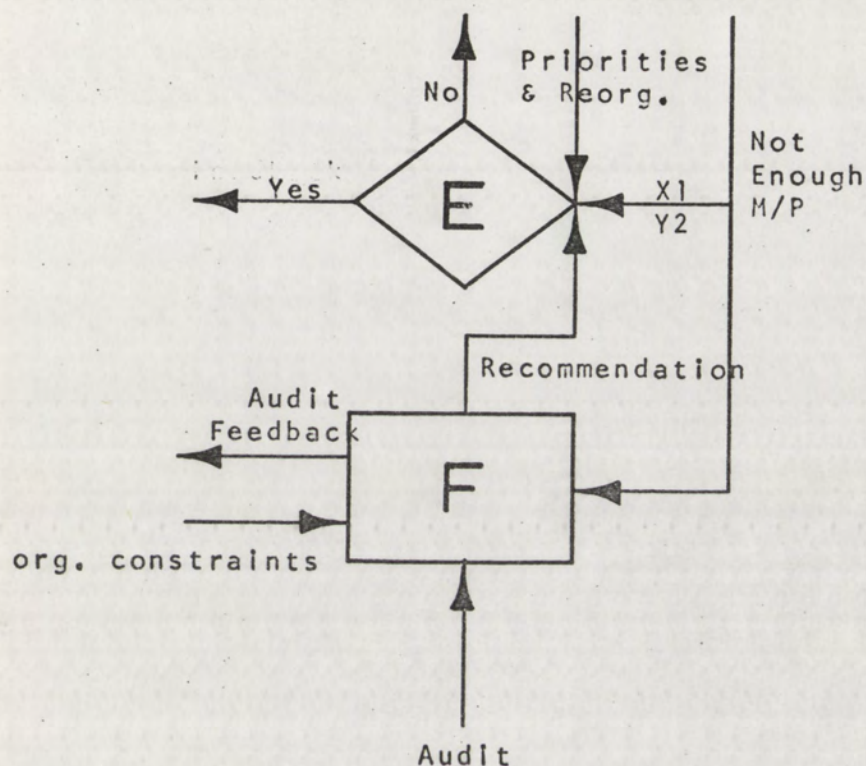 Priorities
& Reorg.
No
Not
Enough
M/P
Yes
E
X1
Y2
Recommendation
Audit
Feedback
F
org. constraints
Audit